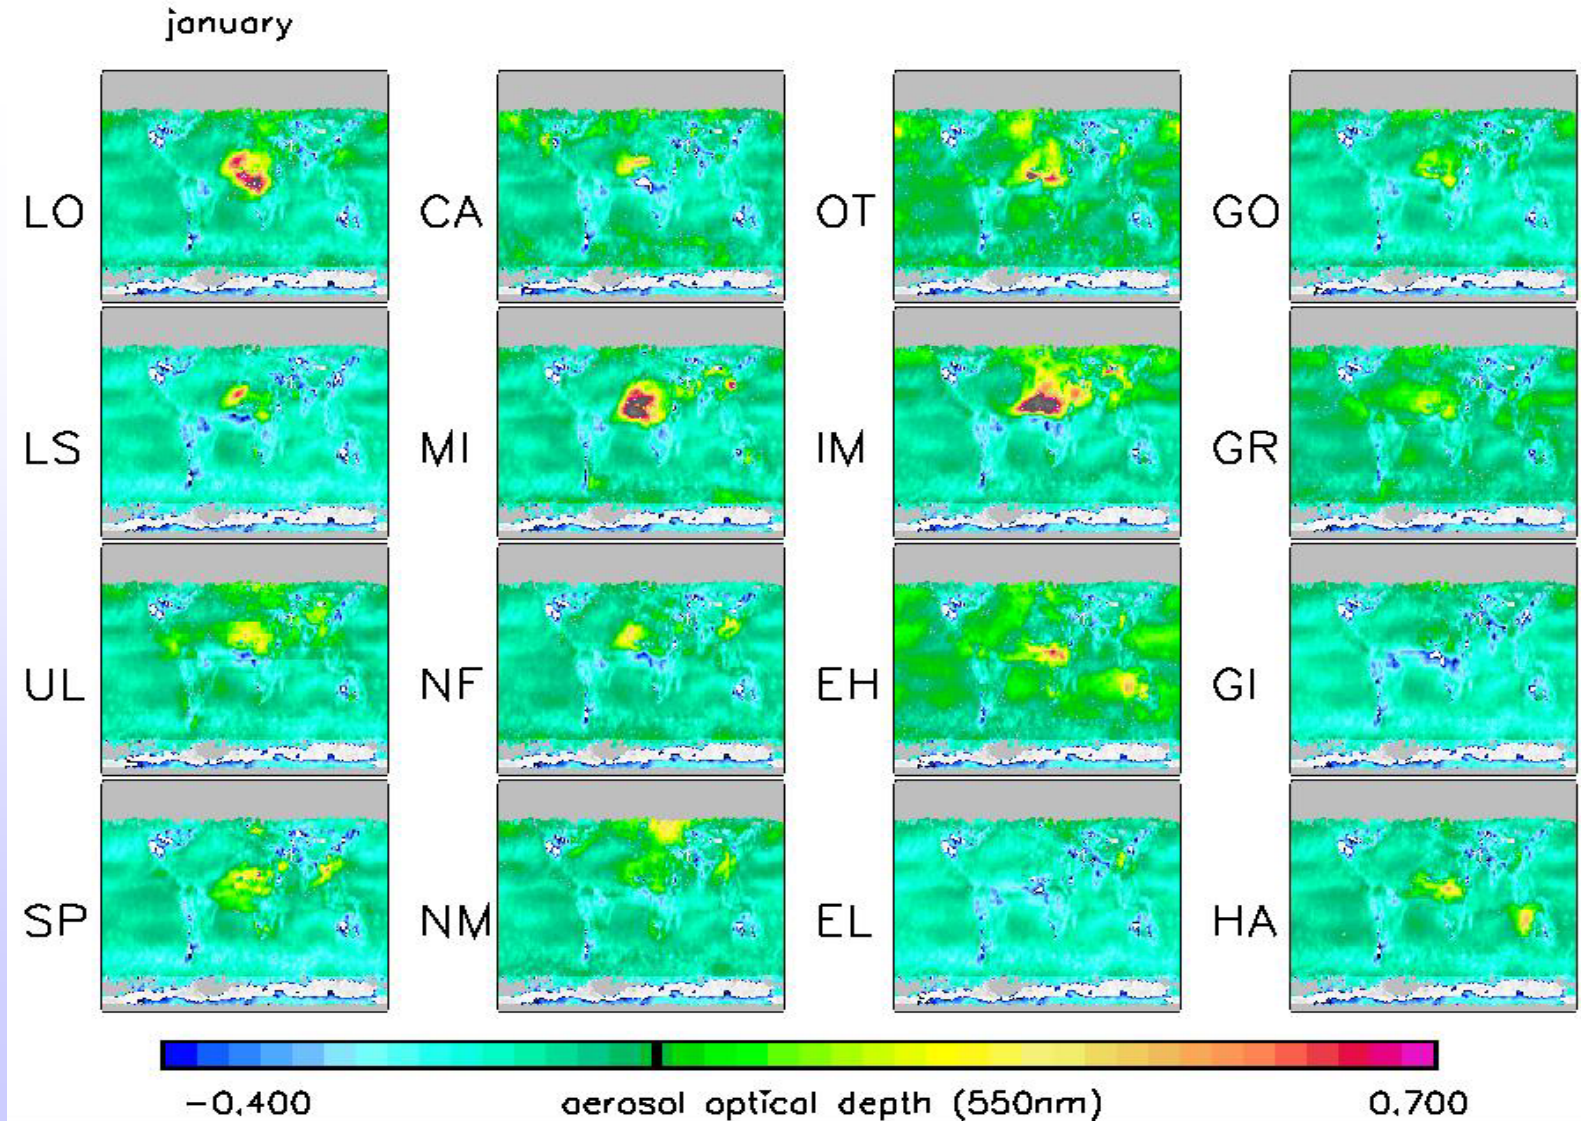 january
LO CA OT GO
LS MI IM GR
UL NF EH GI
SP NM EL HA
-0.400 aerosol optical depth (550nm) 0.700